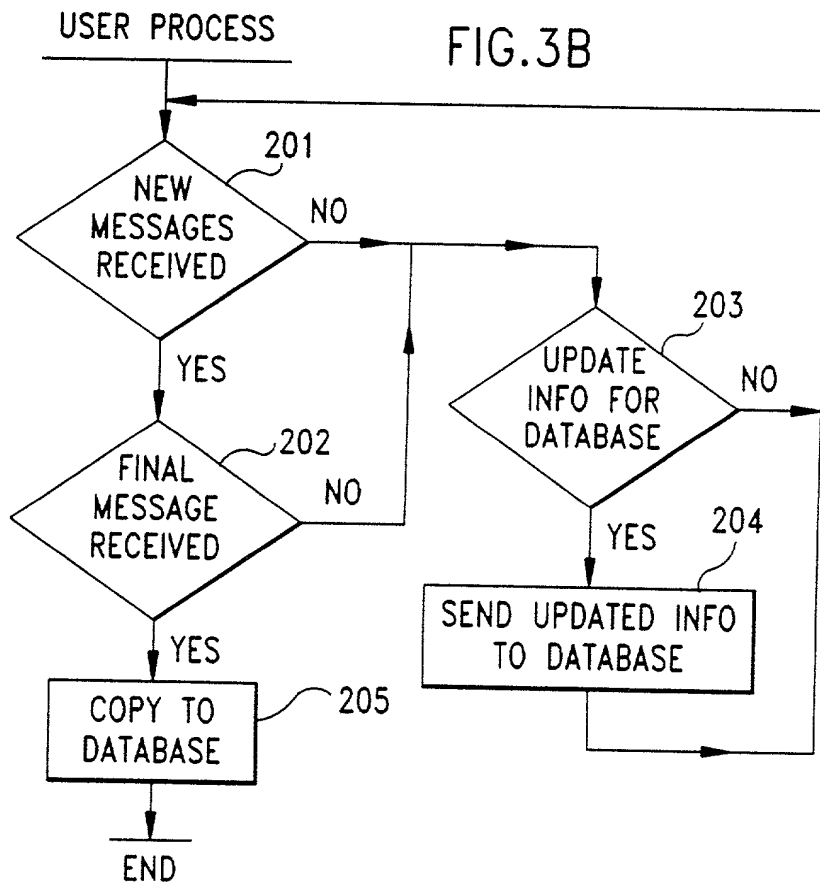 USER PROCESS
FIG.3B
201
NEW
MESSAGES
RECEIVED
NO
YES
202
FINAL
MESSAGE
RECEIVED
NO
YES
205
COPY TO
DATABASE
END
203
UPDATE
INFO FOR
DATABASE
NO
YES
204
SEND UPDATED INFO
TO DATABASE